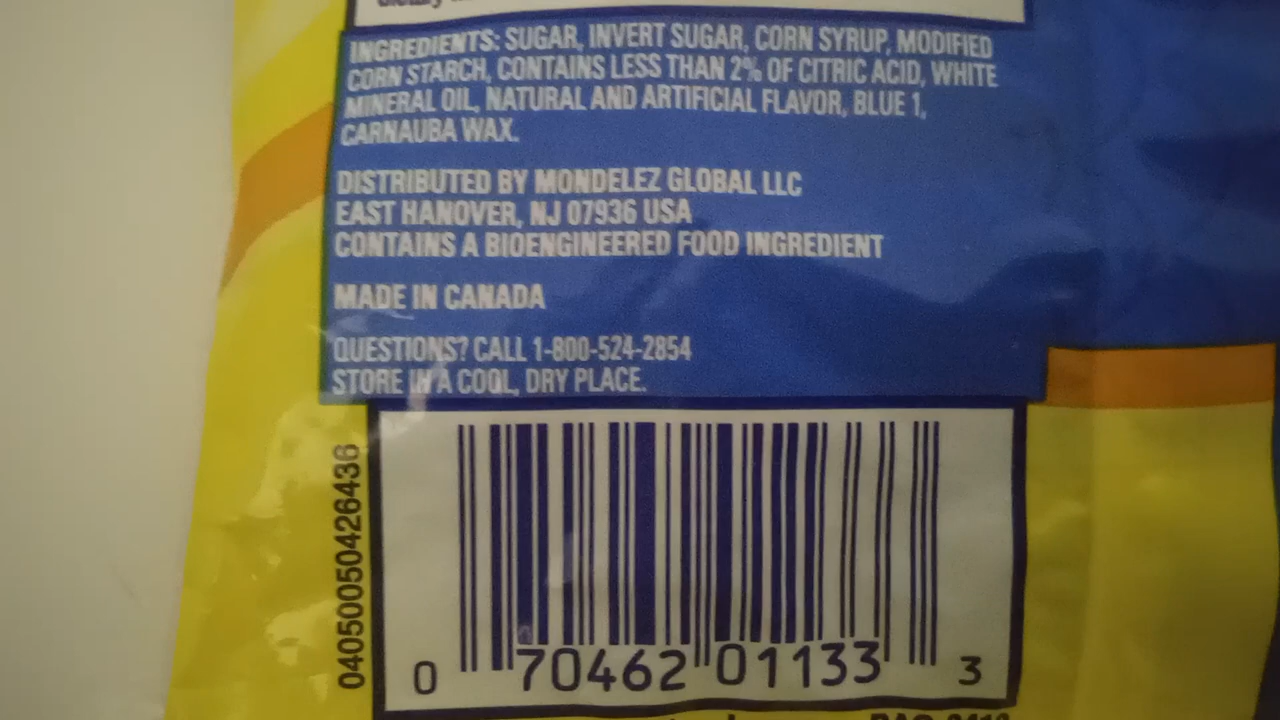 INGREDIENTS: SUGAR, INVERT SUGAR, CORN SYRUP, MODIFIED
CORN STARCH, CONTAINS LESS THAN 2% OF CITRIC ACID, WHITE
MINERAL OIL, NATURAL AND ARTIFICIAL FLAVOR, BLUE 1,
CARNAUBA WAX.
DISTRIBUTED BY MONDELEZ GLOBAL LLC
EAST HANOVER, NJ 07936 USA
CONTAINS A BIOENGINEERED FOOD INGREDIENT
MADE IN CANADA
QUESTIONS? CALL 1-800-524-2854
STORE IN A COOL, DRY PLACE.
04050050426436
0 70462 01133 3